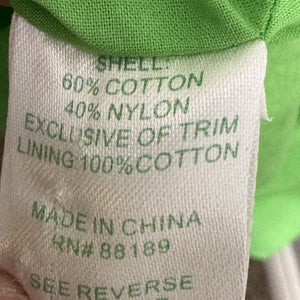 SHELL:
60% COTTON
40% NYLON
EXCLUSIVE OF TRIM
LINING 100% COTTON
MADE IN CHINA
RN# 88189
SEE REVERSE